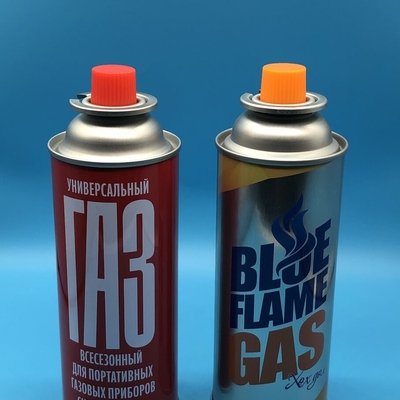 УНИВЕРСАЛЬНЫЙ
ГАЗ
ВСЕСЕЗОННЫЙ
ДЛЯ ПОРТАТИВНЫХ
ГАЗОВЫХ ПРИБОРОВ
BLUE
FLAME
GAS